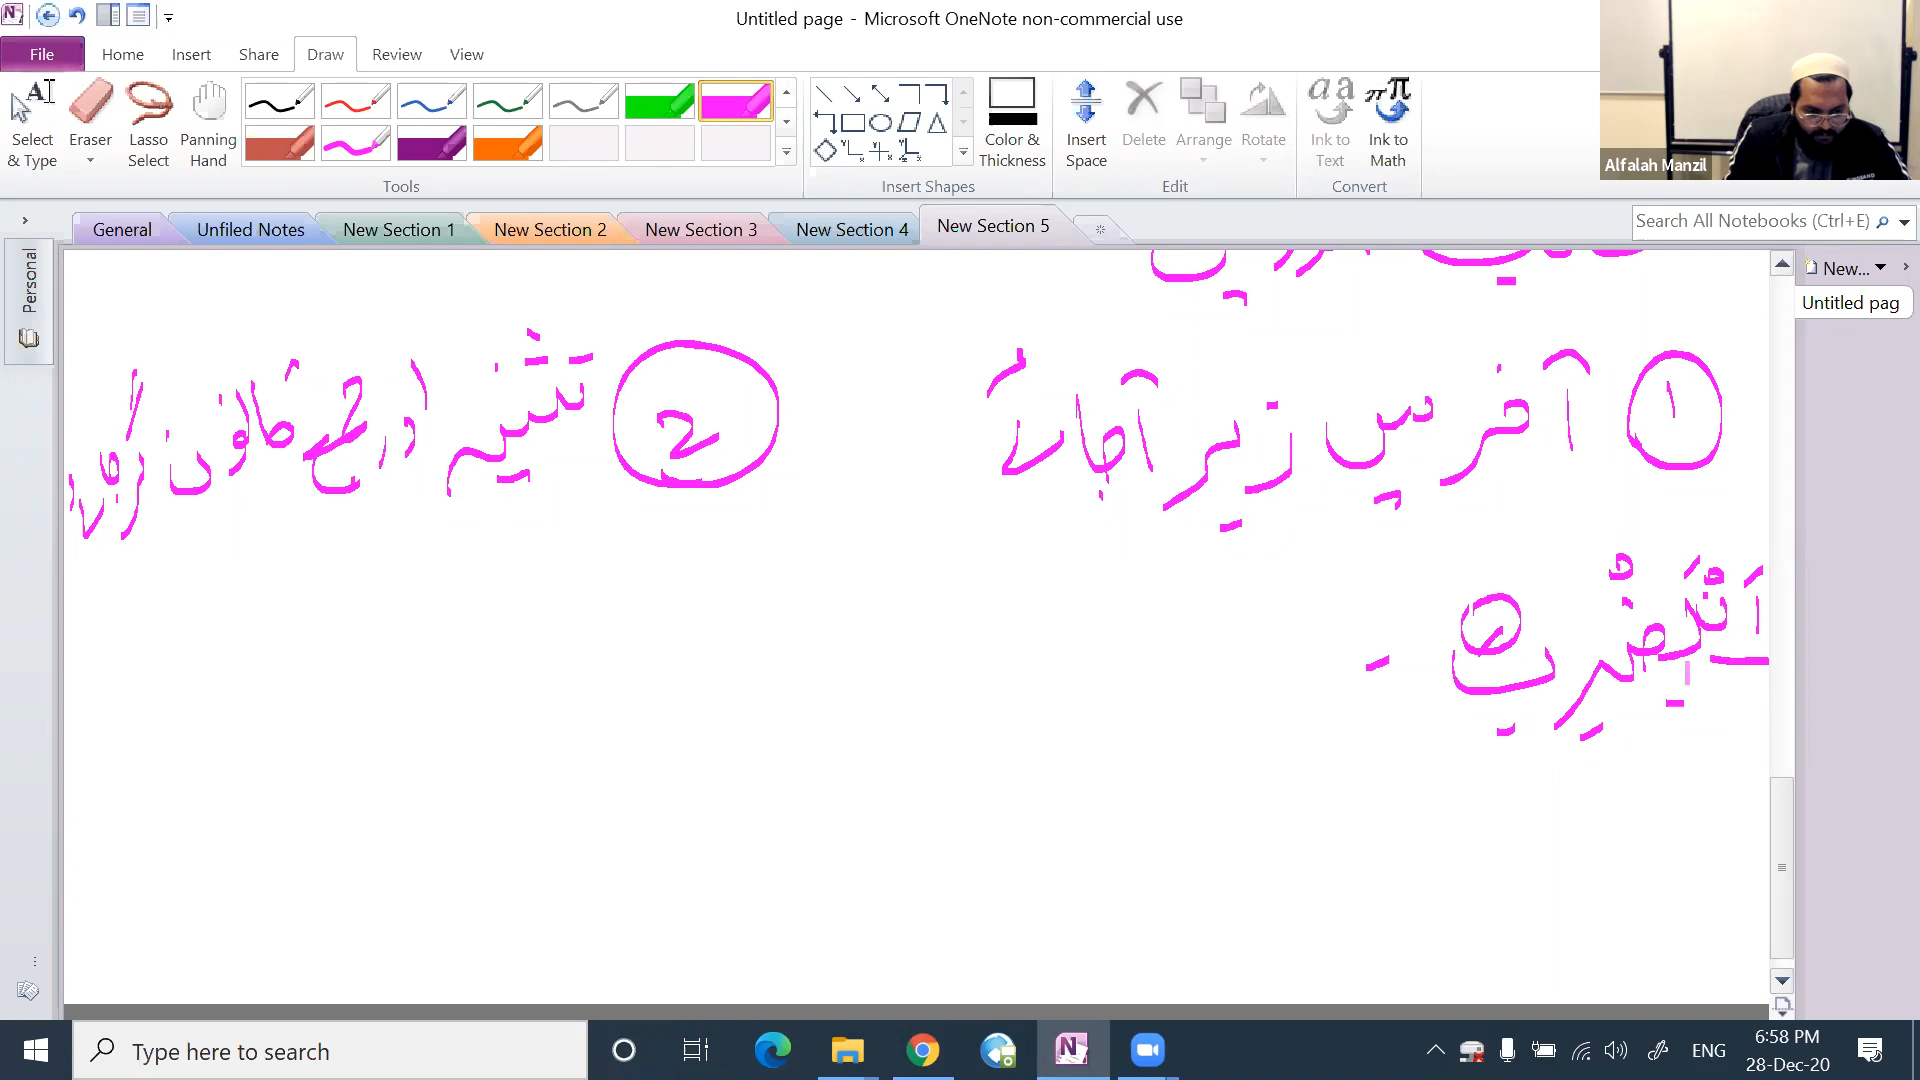 Untitled page - Microsoft OneNote non-commercial use
File Home Insert Share Draw Review View
Select & Type
Eraser
Lasso Select
Panning Hand
Color & Thickness
Insert Space
Delete
Arrange
Rotate
Ink to Text
Ink to Math
Tools
Insert Shapes
Edit
Convert
Alfalah Manzil
General Unfiled Notes New Section 1 New Section 2 New Section 3 New Section 4 New Section 5
Search All Notebooks (Ctrl+E)
Personal
New...
Untitled pag
۱ آخر میں زیر آجائے
2 تثنیہ اور جمع کا نون
Type here to search
ENG
6:58 PM
28-Dec-20